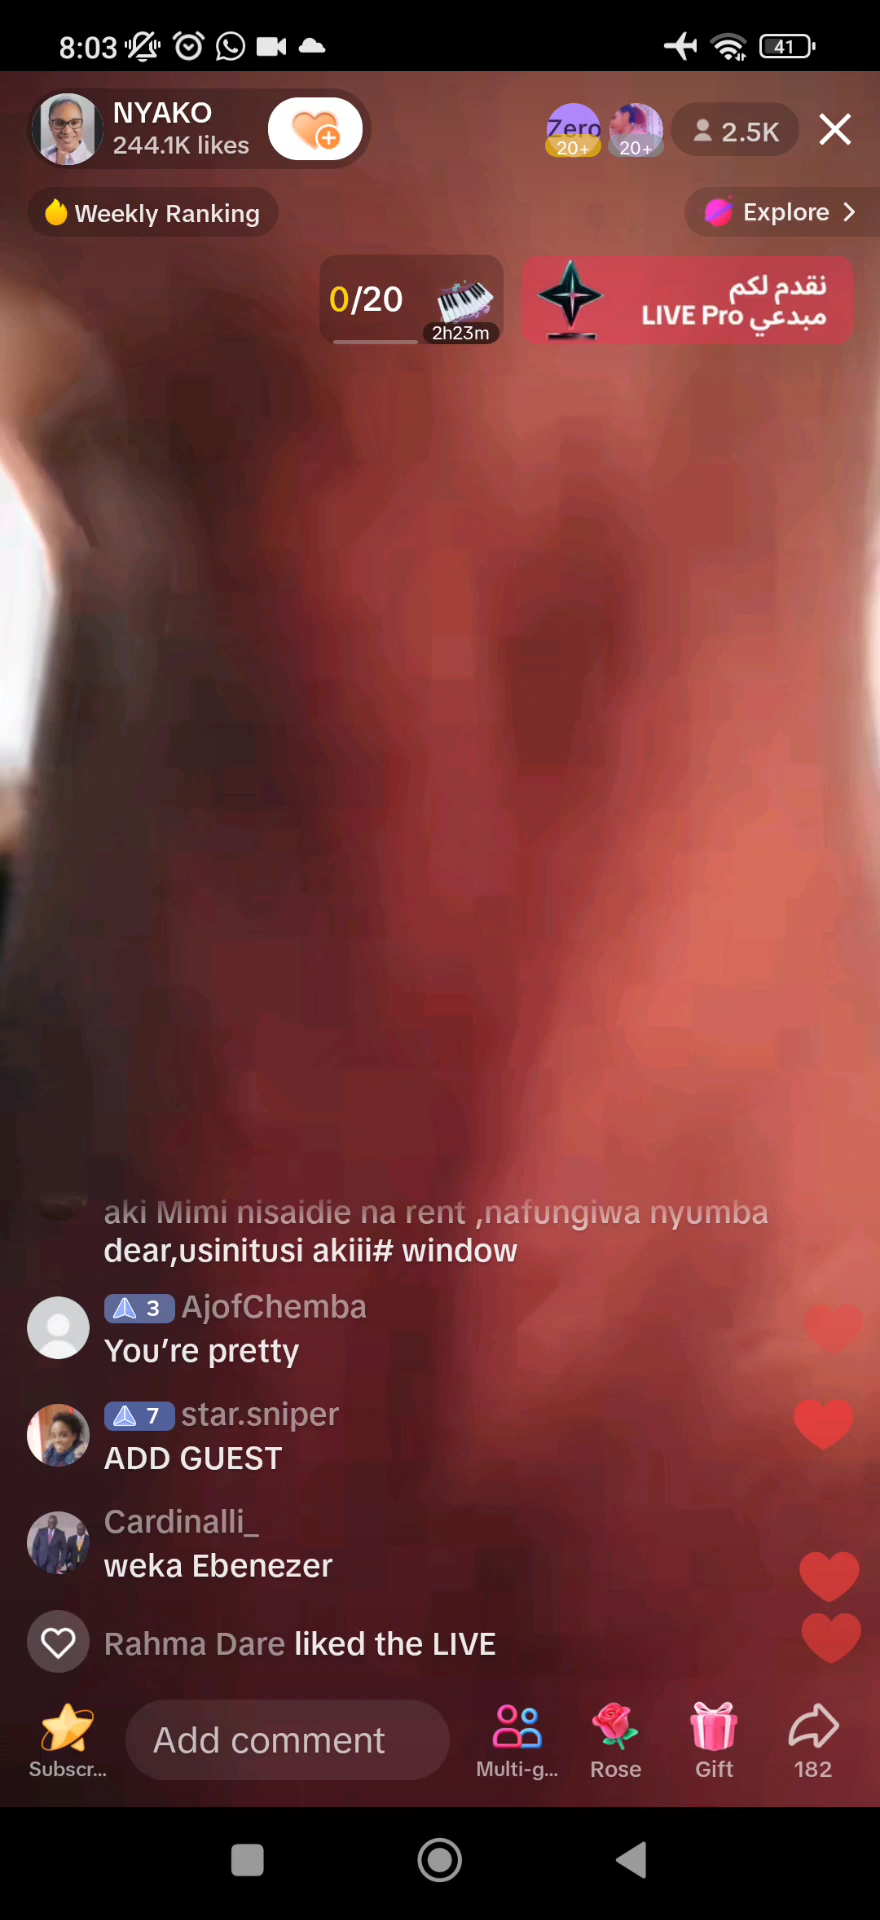 8:03
41
NYAKO
244.1K likes
Zero
20+
20+
2.5K
Weekly Ranking
Explore
0/20
2h23m
نقدم لكم
مبدعي LIVE Pro
aki Mimi nisaidie na rent ,nafungiwa nyumba
dear,usinitusi akiii# window
3 AjofChemba
You’re pretty
7 star.sniper
ADD GUEST
Cardinalli_
weka Ebenezer
Rahma Dare liked the LIVE
Subscr...
Add comment
Multi-g...
Rose
Gift
182